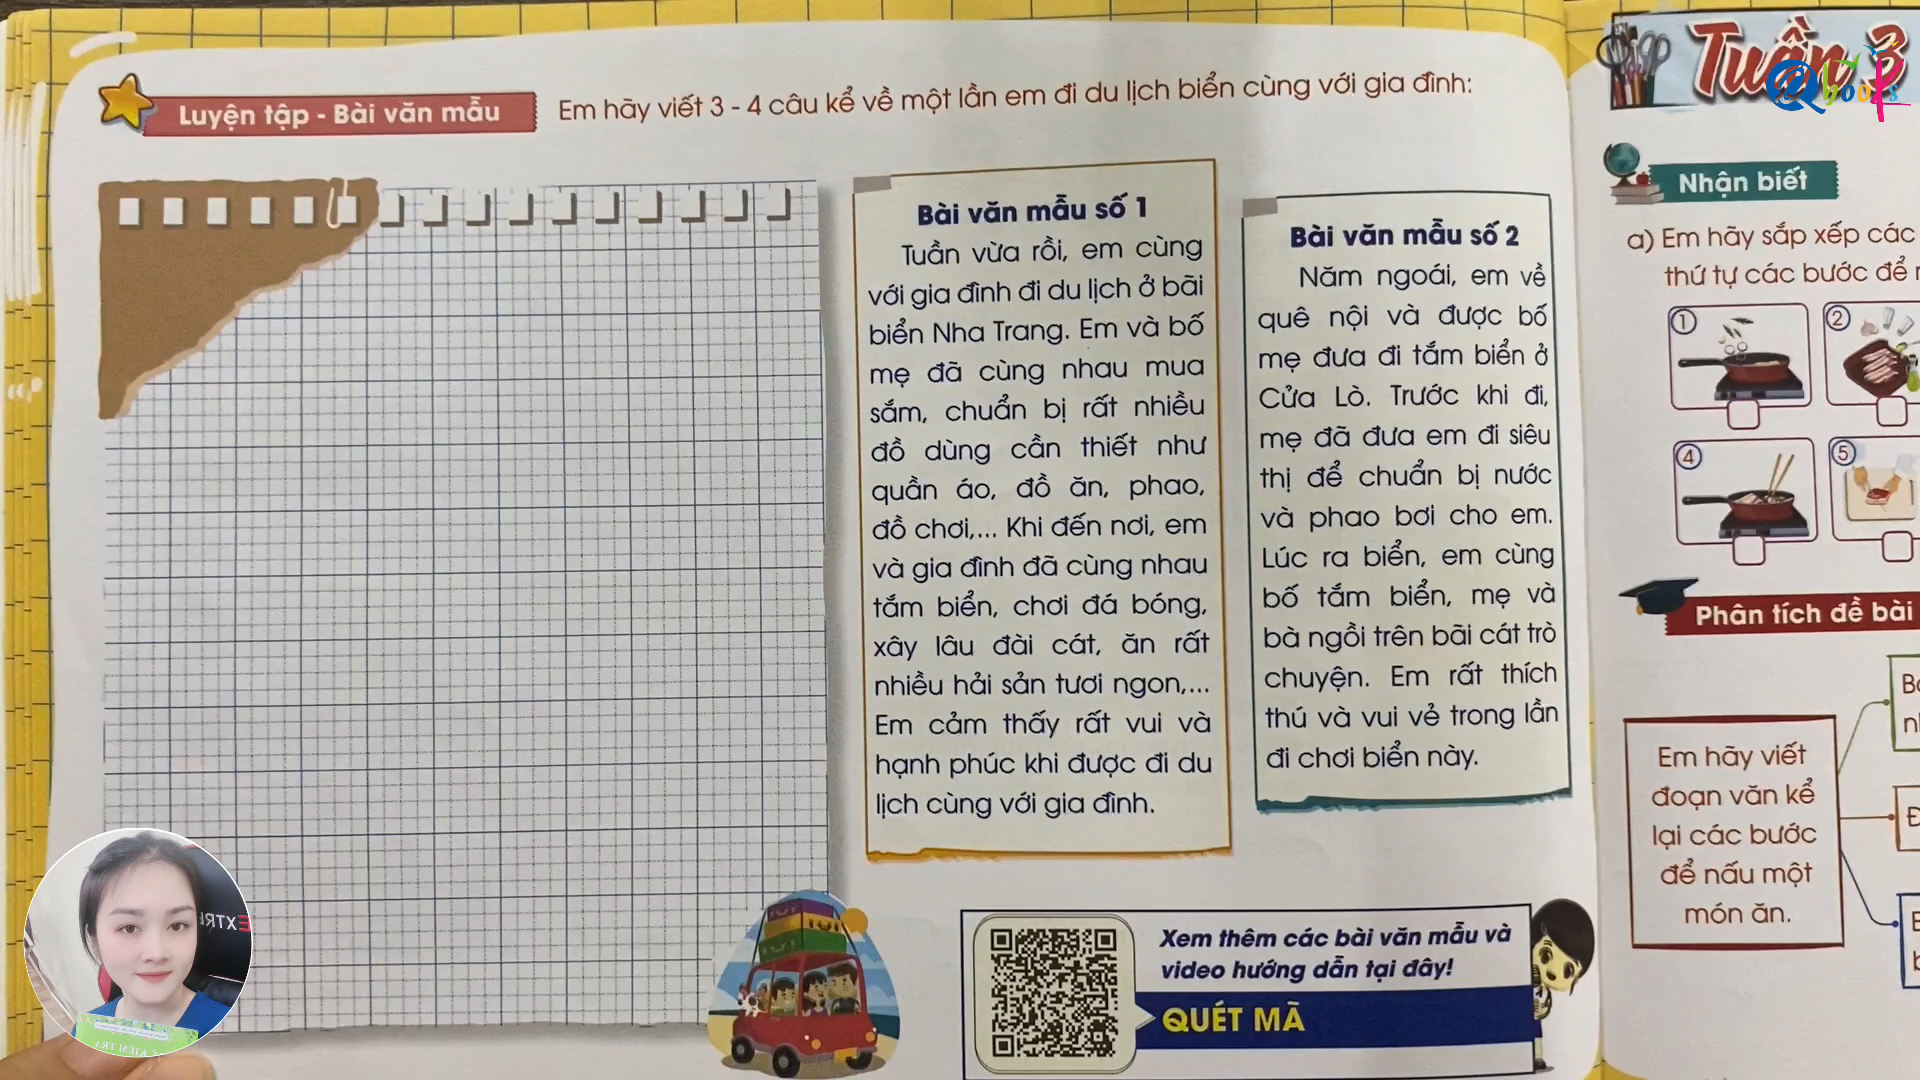 Luyện tập - Bài văn mẫu
Em hãy viết 3 - 4 câu kể về một lần em đi du lịch biển cùng với gia đình:
Bài văn mẫu số 1
Tuần vừa rồi, em cùng
với gia đình đi du lịch ở bãi
biển Nha Trang. Em và bố
mẹ đã cùng nhau mua
sắm, chuẩn bị rất nhiều
đồ dùng cần thiết như
quần áo, đồ ăn, phao,
đồ chơi,... Khi đến nơi, em
và gia đình đã cùng nhau
tắm biển, chơi đá bóng,
xây lâu đài cát, ăn rất
nhiều hải sản tươi ngon,...
Em cảm thấy rất vui và
hạnh phúc khi được đi du
lịch cùng với gia đình.
Bài văn mẫu số 2
Năm ngoái, em về
quê nội và được bố
mẹ đưa đi tắm biển ở
Cửa Lò. Trước khi đi,
mẹ đã đưa em đi siêu
thị để chuẩn bị nước
và phao bơi cho em.
Lúc ra biển, em cùng
bố tắm biển, mẹ và
bà ngồi trên bãi cát trò
chuyện. Em rất thích
thú và vui vẻ trong lần
đi chơi biển này.
Xem thêm các bài văn mẫu và
video hướng dẫn tại đây!
QUÉT MÃ
Tuần 3
books
Nhận biết
a) Em hãy sắp xếp các
thứ tự các bước để
1
2
4
5
Phân tích đề bài
Em hãy viết
đoạn văn kể
lại các bước
để nấu một
món ăn.